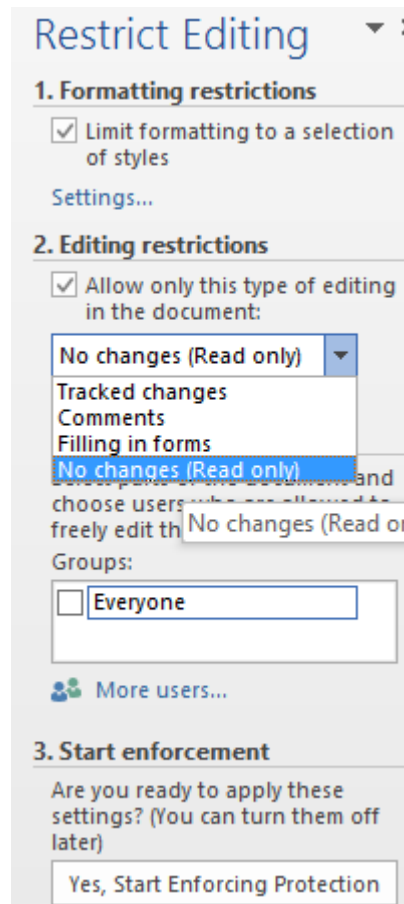 Restrict Editing
1. Formatting restrictions
Limit formatting to a selection
of styles
Settings...
2. Editing restrictions
Allow only this type of editing
in the document:
No changes (Read only)
Tracked changes
Comments
Filling in forms
No changes (Read only)
and
choose users
freely edit th
No changes (Read on
Groups:
Everyone
More users...
3. Start enforcement
Are you ready to apply these
settings? (You can turn them off
later)
Yes, Start Enforcing Protection